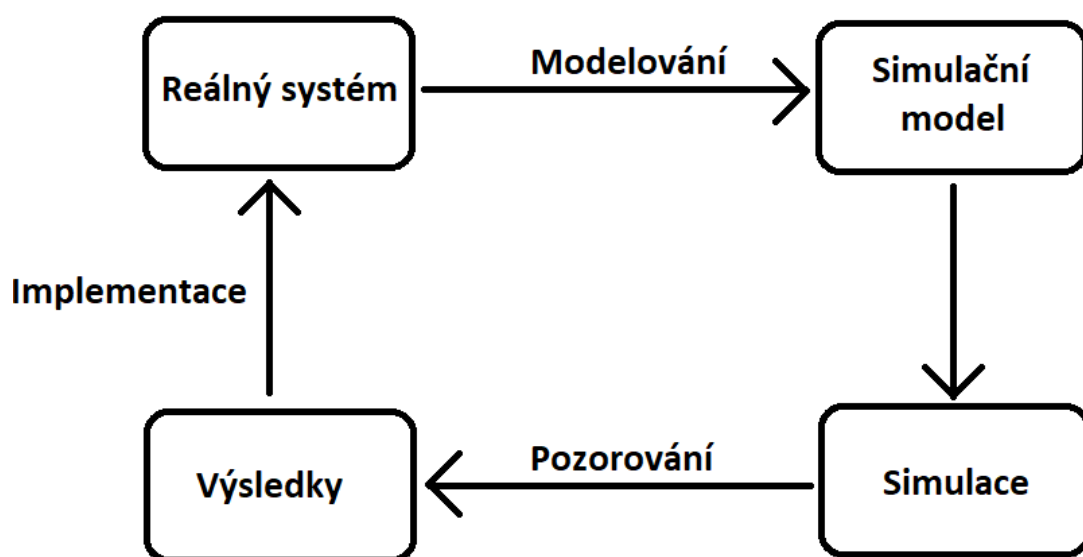 Reálný systém
Modelování
Simulační
model
Implementace
Výsledky
Pozorování
Simulace